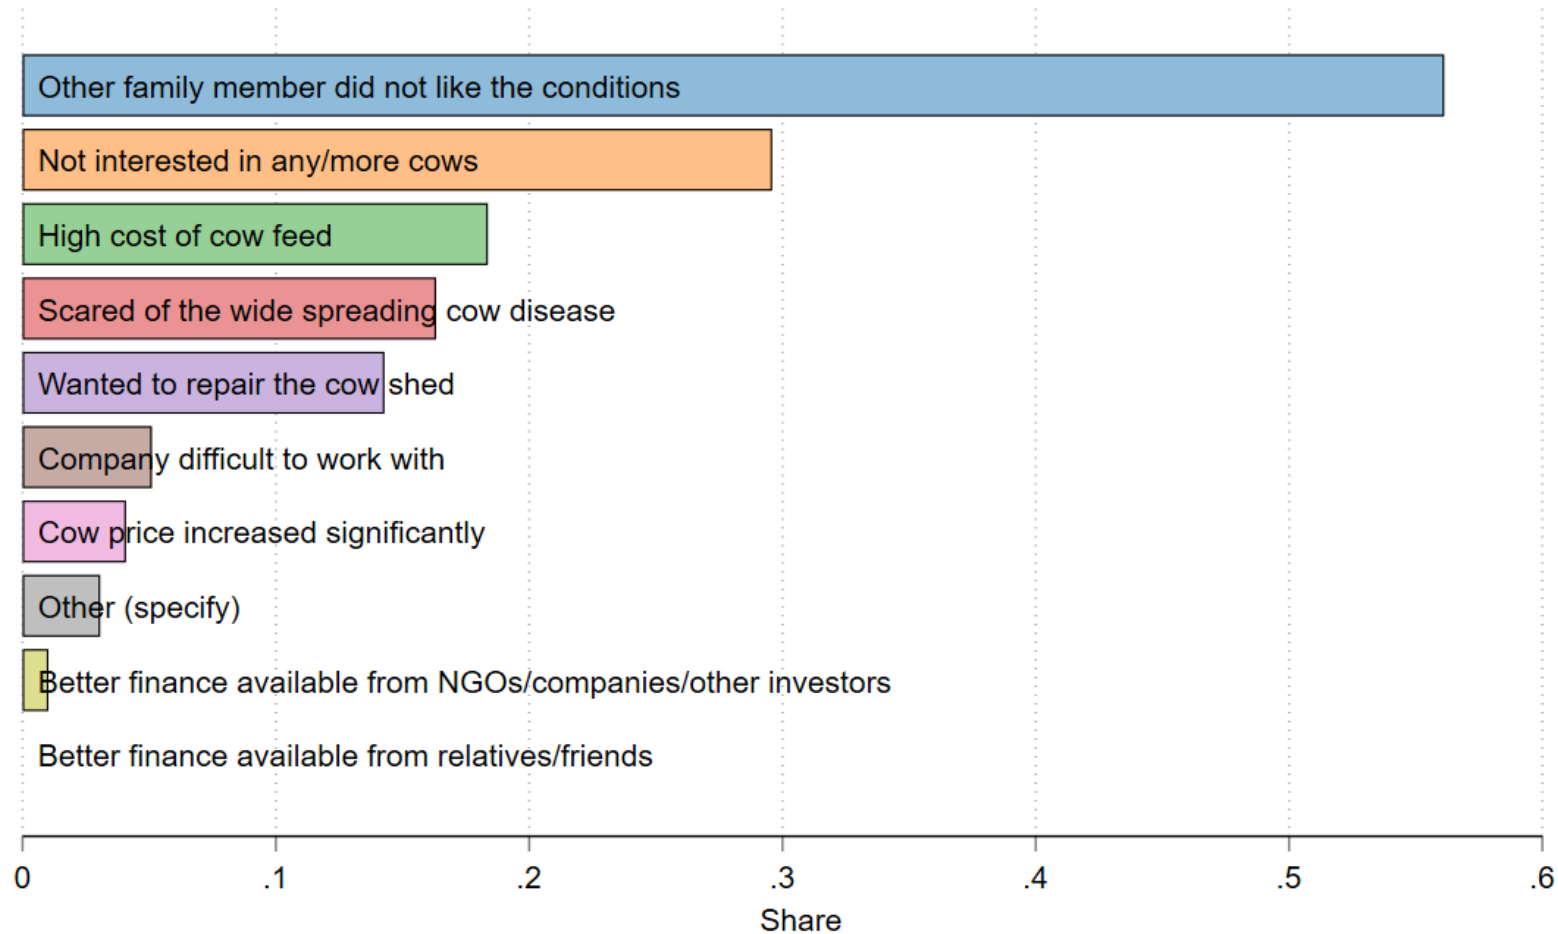 Other family member did not like the conditions
Not interested in any/more cows
High cost of cow feed
Scared of the wide spreading cow disease
Wanted to repair the cow shed
Company difficult to work with
Cow price increased significantly
Other (specify)
Better finance available from NGOs/companies/other investors
Better finance available from relatives/friends
0 .1 .2 .3 .4 .5 .6
Share